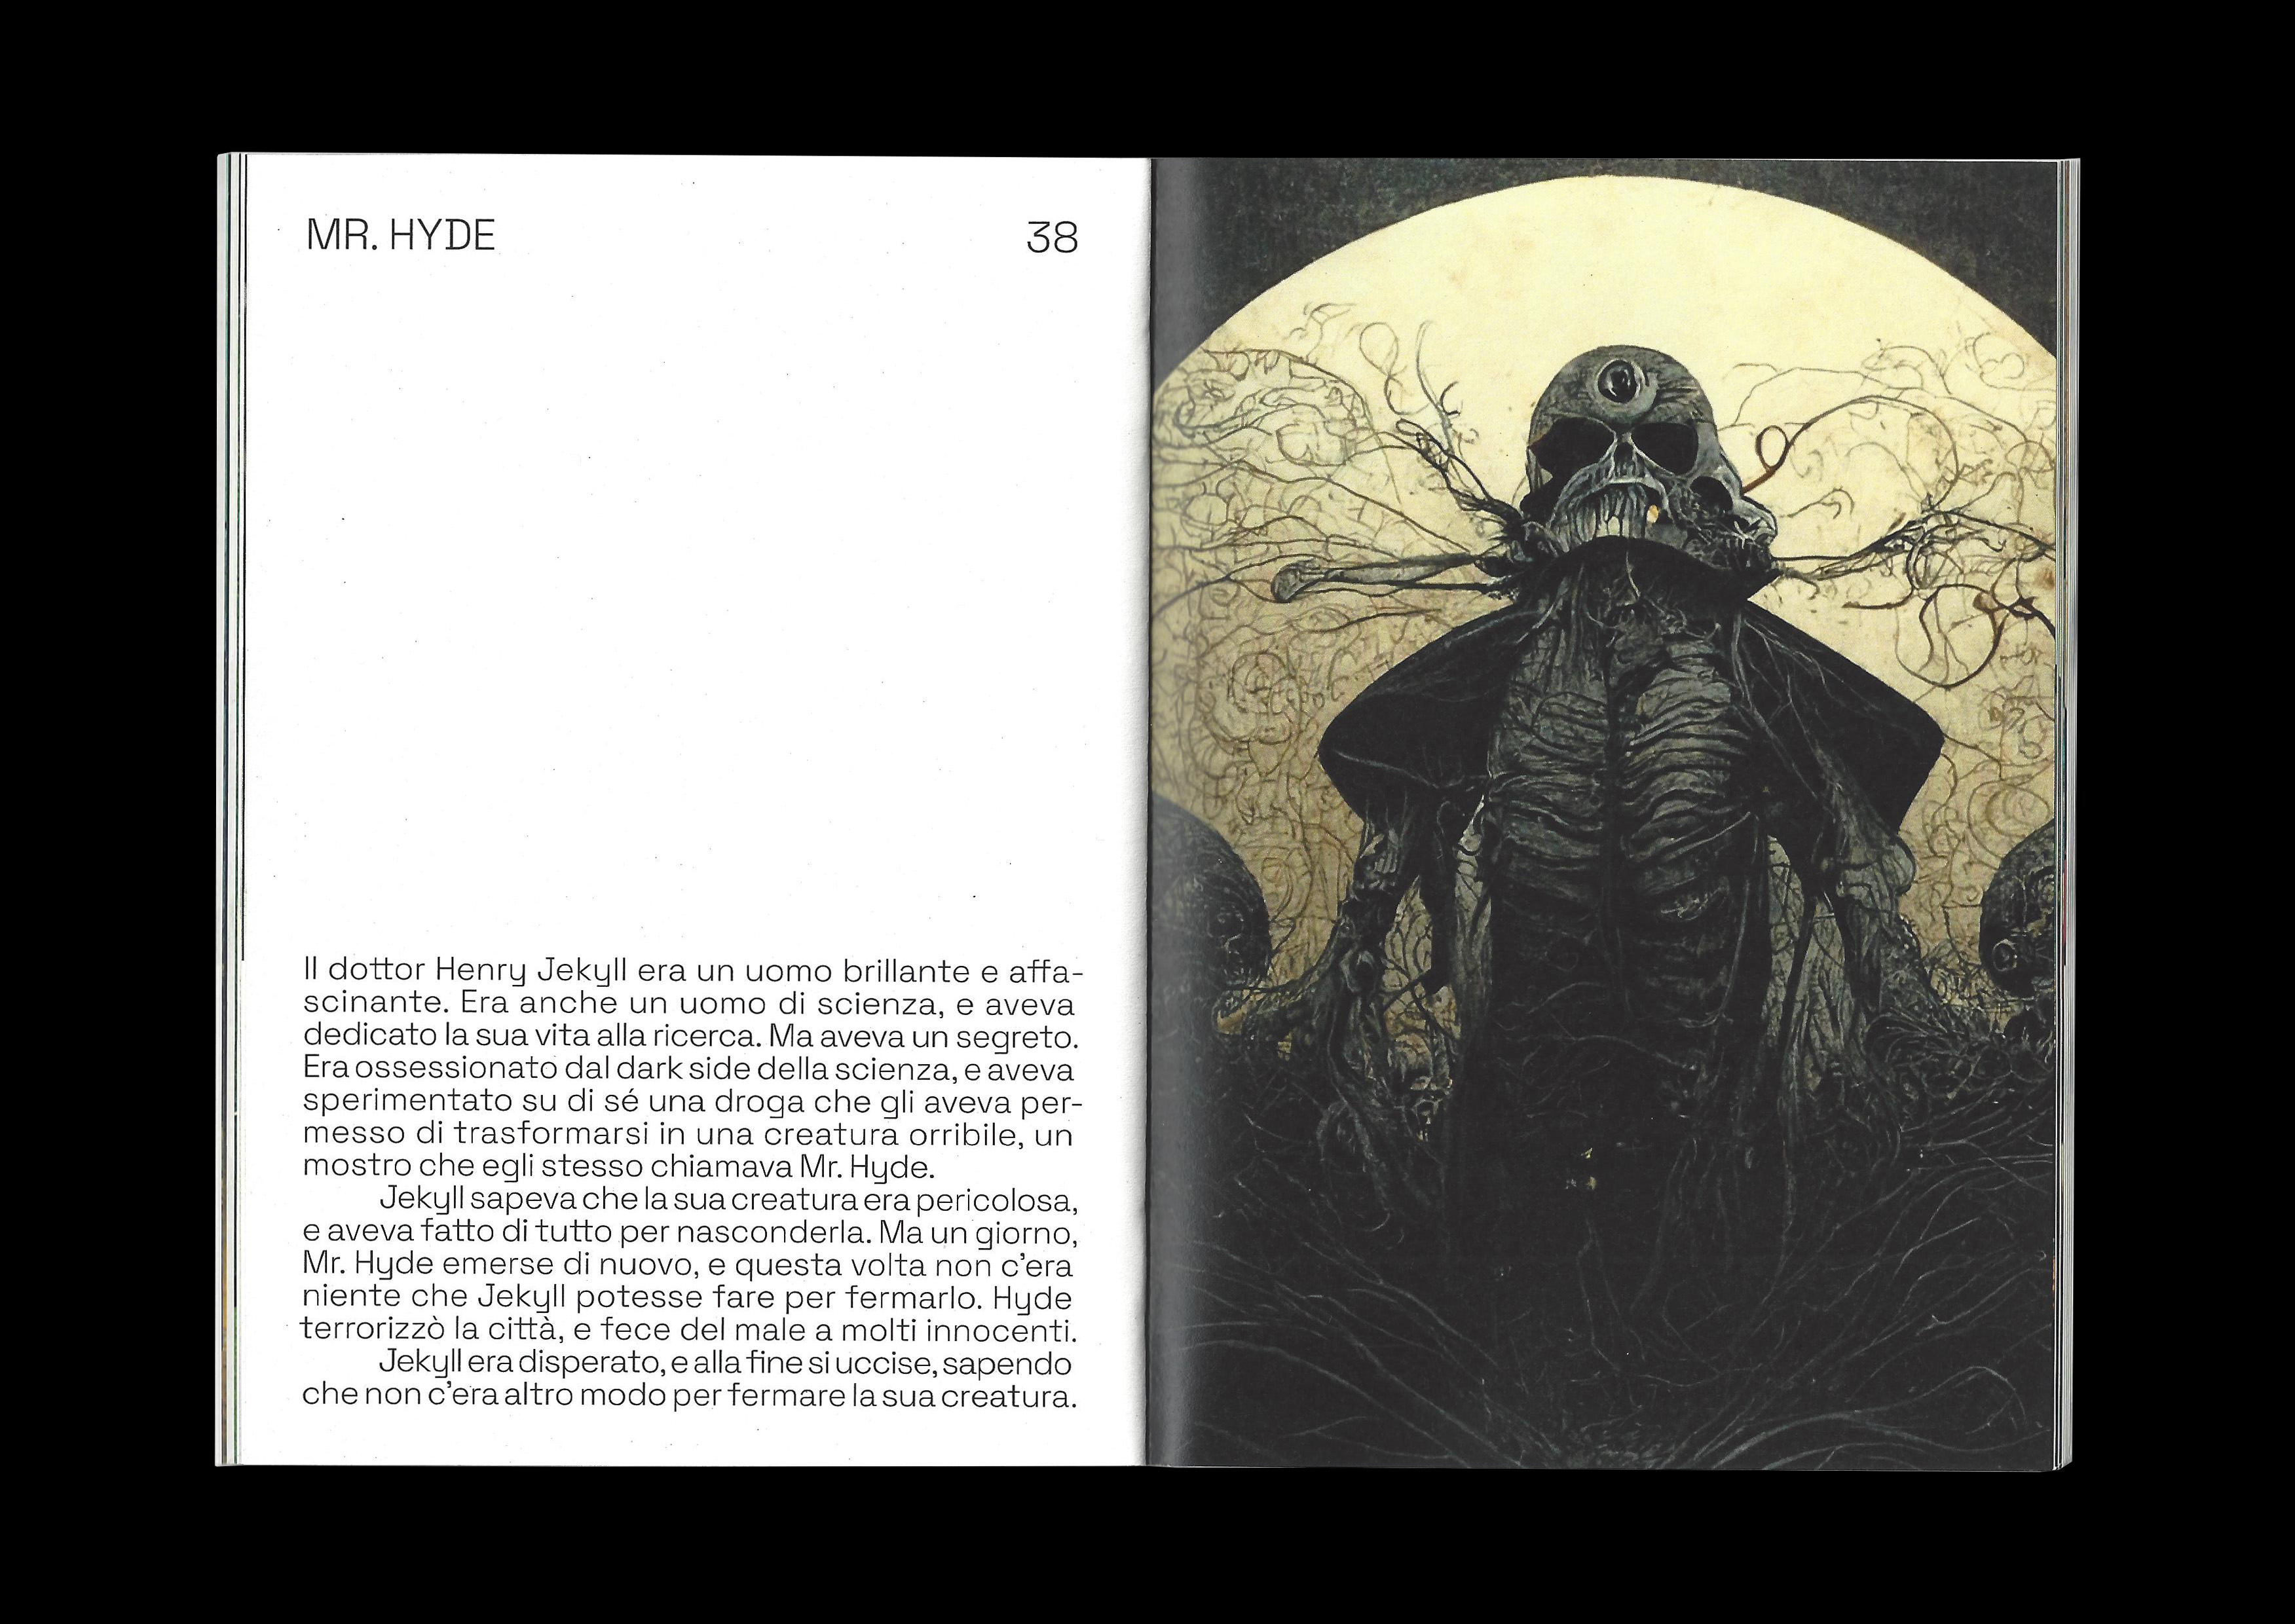 MR. HYDE 38
Il dottor Henry Jekyll era un uomo brillante e affa-
scinante. Era anche un uomo di scienza, e aveva
dedicato la sua vita alla ricerca. Ma aveva un segreto.
Era ossessionato dal dark side della scienza, e aveva
sperimentato su di sé una droga che gli aveva per-
messo di trasformarsi in una creatura orribile, un
mostro che egli stesso chiamava Mr. Hyde.
Jekyll sapeva che la sua creatura era pericolosa,
e aveva fatto di tutto per nasconderla. Ma un giorno,
Mr. Hyde emerse di nuovo, e questa volta non c'era
niente che Jekyll potesse fare per fermarlo. Hyde
terrorizzò la città, e fece del male a molti innocenti.
Jekyll era disperato, e alla fine si uccise, sapendo
che non c'era altro modo per fermare la sua creatura.